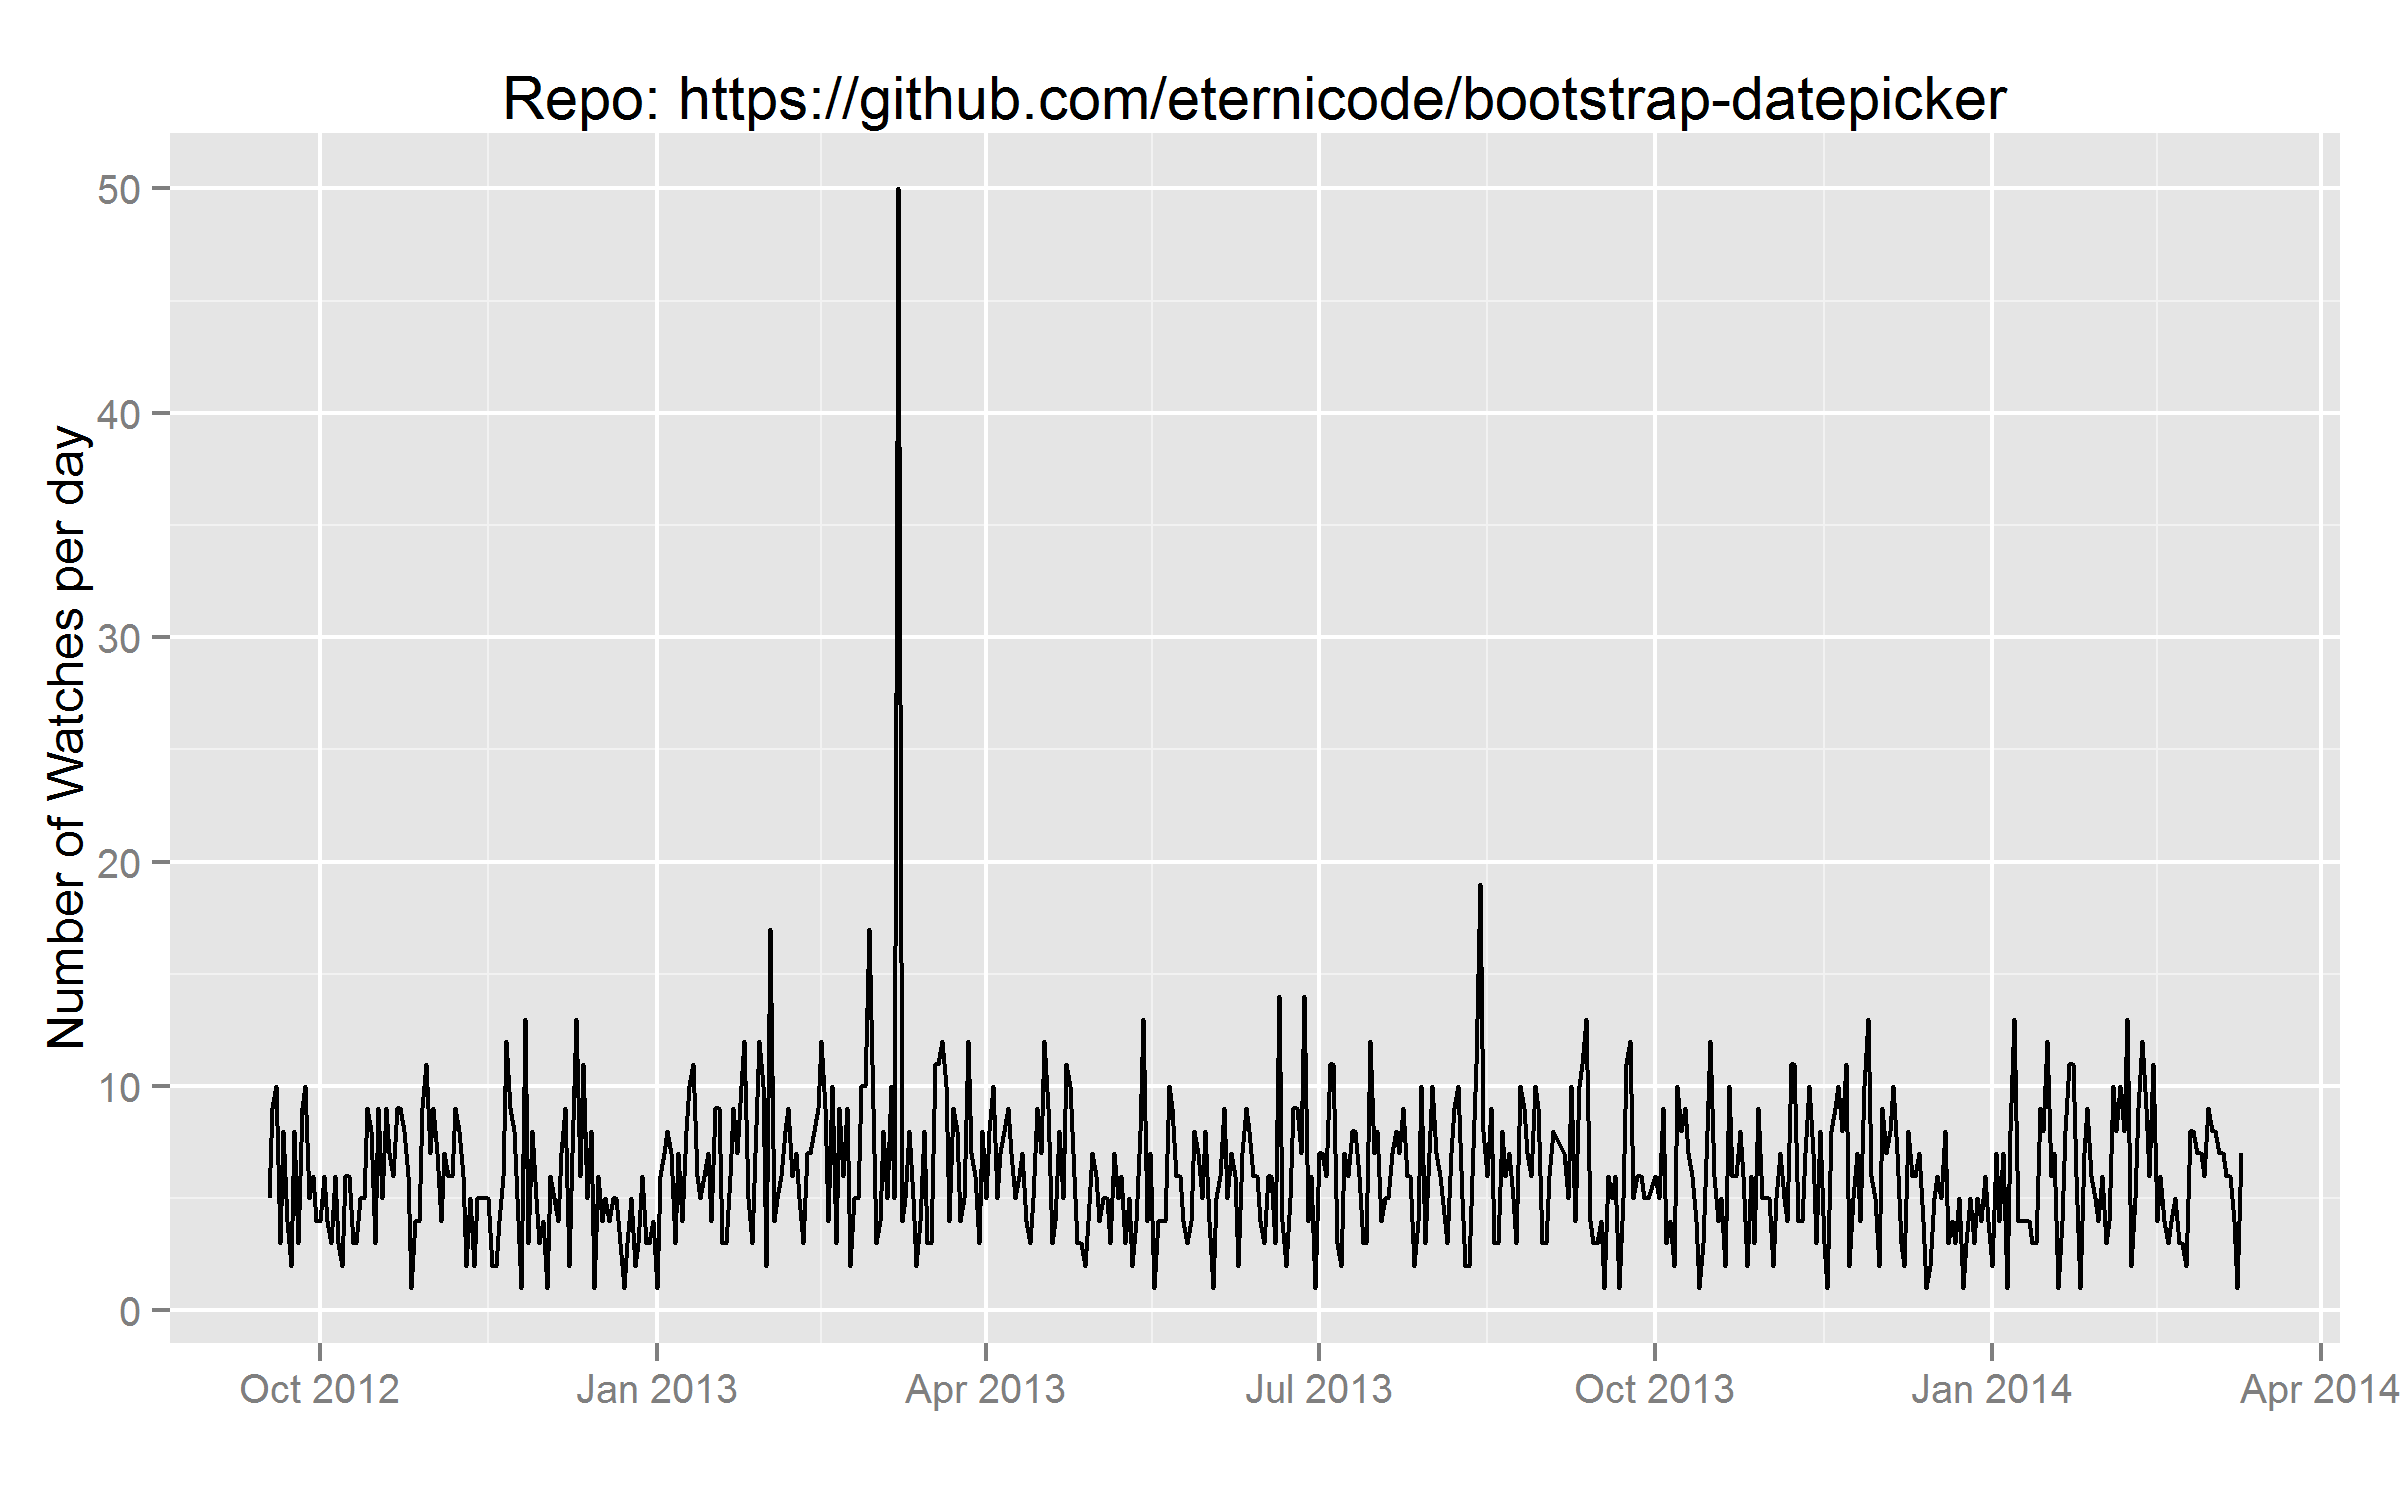 Repo: https://github.com/eternicode/bootstrap-datepicker
Number of Watches per day
50
40
30
20
10
0
Oct 2012
Jan 2013
Apr 2013
Jul 2013
Oct 2013
Jan 2014
Apr 2014